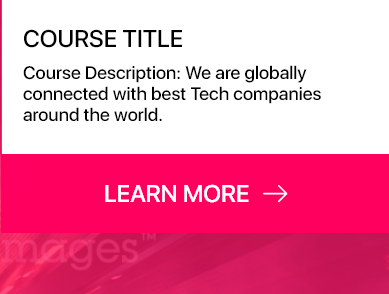 COURSE TITLE
Course Description: We are globally
connected with best Tech companies
around the world.
LEARN MORE →
mages™